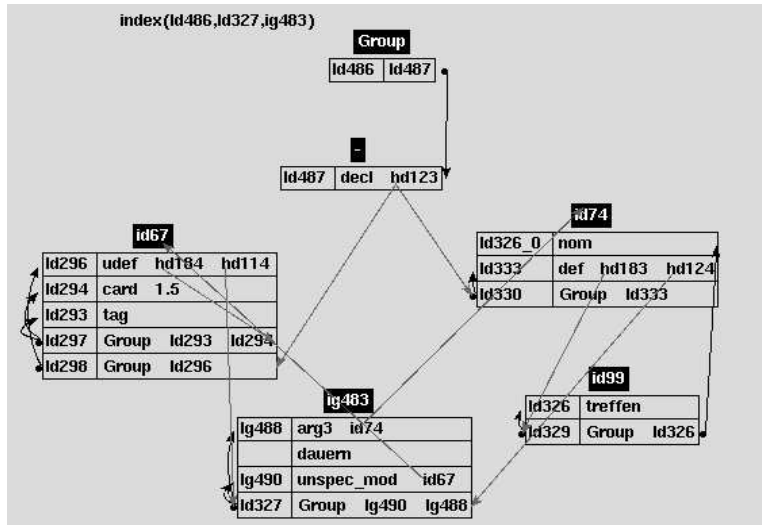 index(ld486,ld327,ig483)
Group
ld486 ld487
-
ld487 decl hd123
id67
ld296 udef hd184 hd114
ld294 card 1.5
ld293 tag
ld297 Group ld293 ld294
ld298 Group ld296
id74
ld326_0 nom
ld333 def hd183 hd124
ld330 Group ld333
id99
ld326 treffen
ld329 Group ld326
ig483
lg488 arg3 id74
dauern
lg490 unspec_mod id67
ld327 Group lg490 lg488